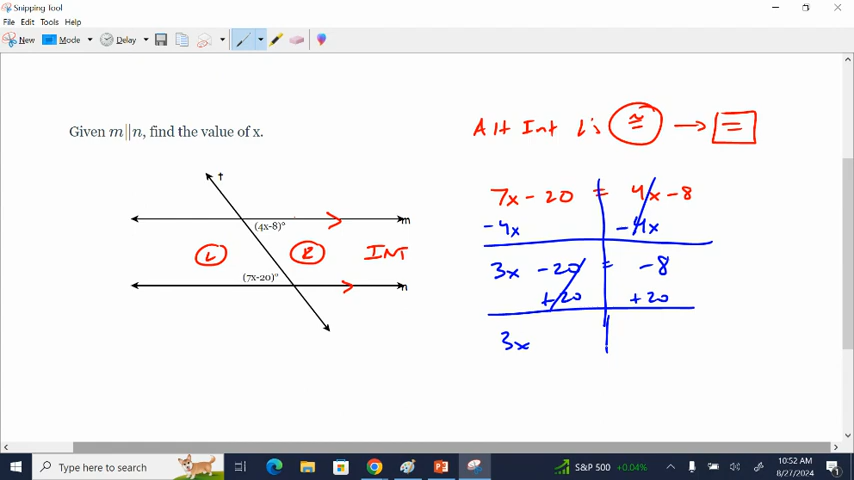 Snipping Tool
File Edit Tools Help
New Mode Delay
Given m||n, find the value of x.
Alt Int ∠'s ≅ → =
t
7x - 20 = 4x - 8
-4x -4x
(4x-8)° m
L R INT
3x -20 = -8
(7x-20)° n
+20 +20
3x
Type here to search
S&P 500 +0.04%
10:52 AM
8/27/2024
1